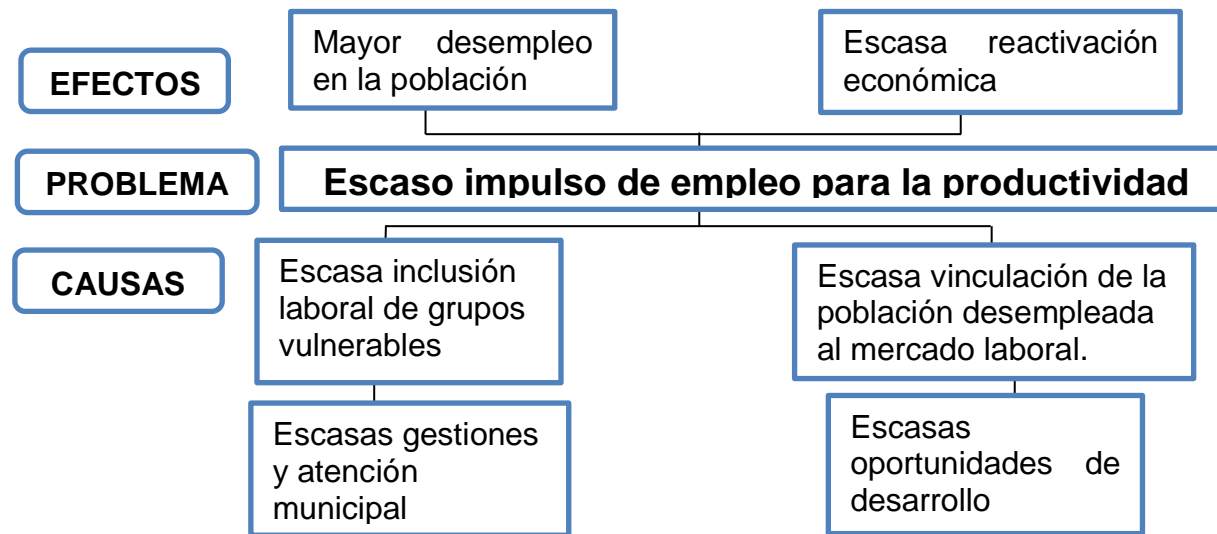 Mayor desempleo
en la población
Escasa reactivación
económica
EFECTOS
PROBLEMA
Escaso impulso de empleo para la productividad
CAUSAS
Escasa inclusión
laboral de grupos
vulnerables
Escasa vinculación de la
población desempleada
al mercado laboral.
Escasas gestiones
y atención
municipal
Escasas
oportunidades de
desarrollo